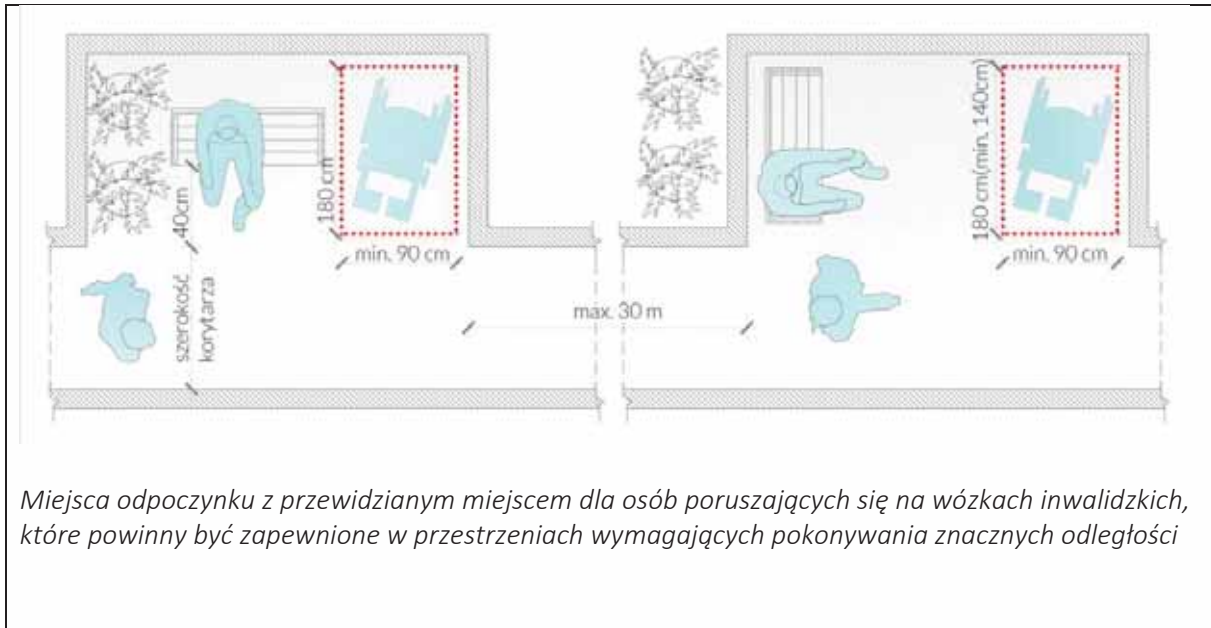 180 cm
40cm
min. 90 cm
szerokość
korytarza
max. 30 m
180 cm(min. 140cm)
min. 90 cm
Miejsca odpoczynku z przewidzianym miejscem dla osób poruszających się na wózkach inwalidzkich,
które powinny być zapewnione w przestrzeniach wymagających pokonywania znacznych odległości